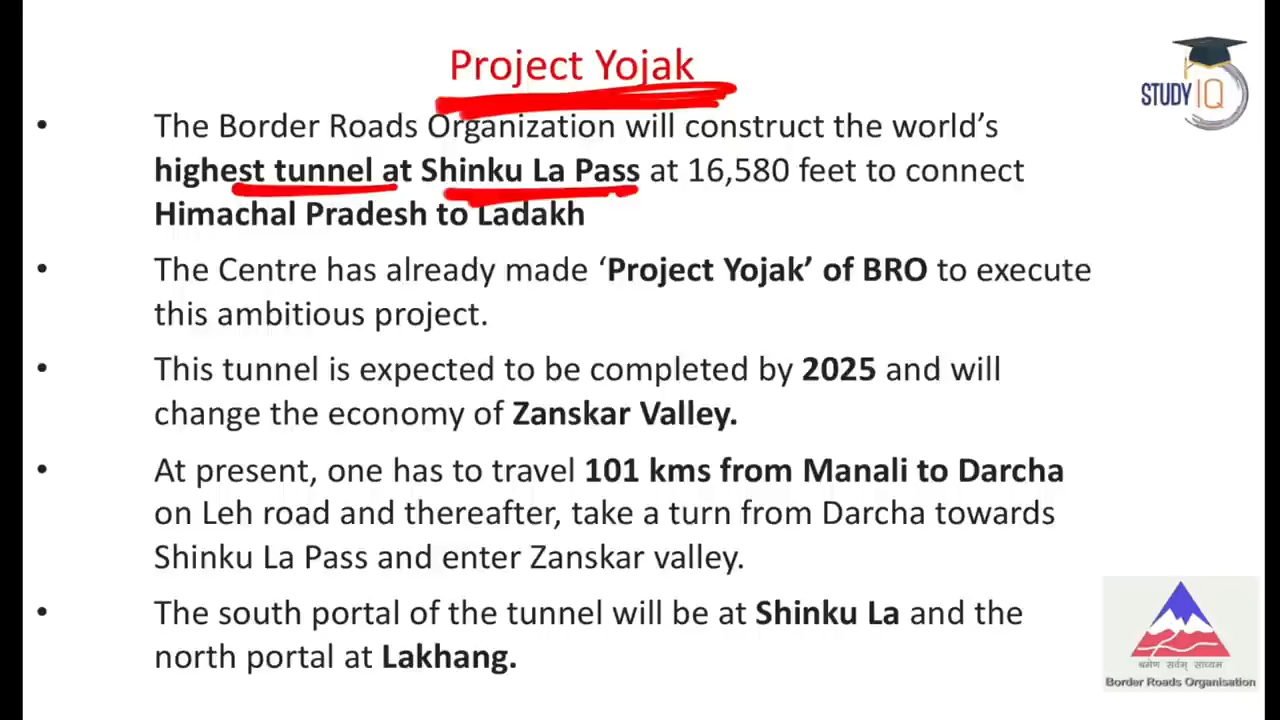 Project Yojak
STUDY IQ
• The Border Roads Organization will construct the world’s
highest tunnel at Shinku La Pass at 16,580 feet to connect
Himachal Pradesh to Ladakh
• The Centre has already made ‘Project Yojak’ of BRO to execute
this ambitious project.
• This tunnel is expected to be completed by 2025 and will
change the economy of Zanskar Valley.
• At present, one has to travel 101 kms from Manali to Darcha
on Leh road and thereafter, take a turn from Darcha towards
Shinku La Pass and enter Zanskar valley.
• The south portal of the tunnel will be at Shinku La and the
north portal at Lakhang.
श्रमेण सर्वम् साध्यम
Border Roads Organisation